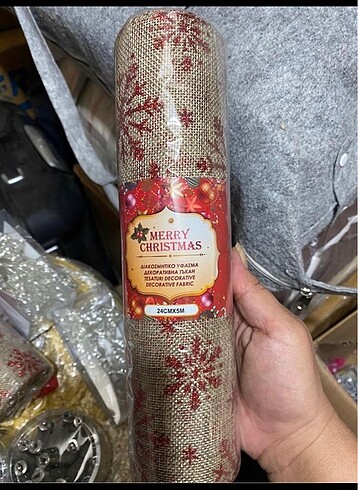 MERRY
CHRISTMAS
ΔΙΑΚΟΣΜΗΤΙΚΟ ΥΦΑΣΜΑ
ДЕКОРАТИВНА ТЪКАН
TESATURI DECORATIVE
DECORATIVE FABRIC
24CMX5M